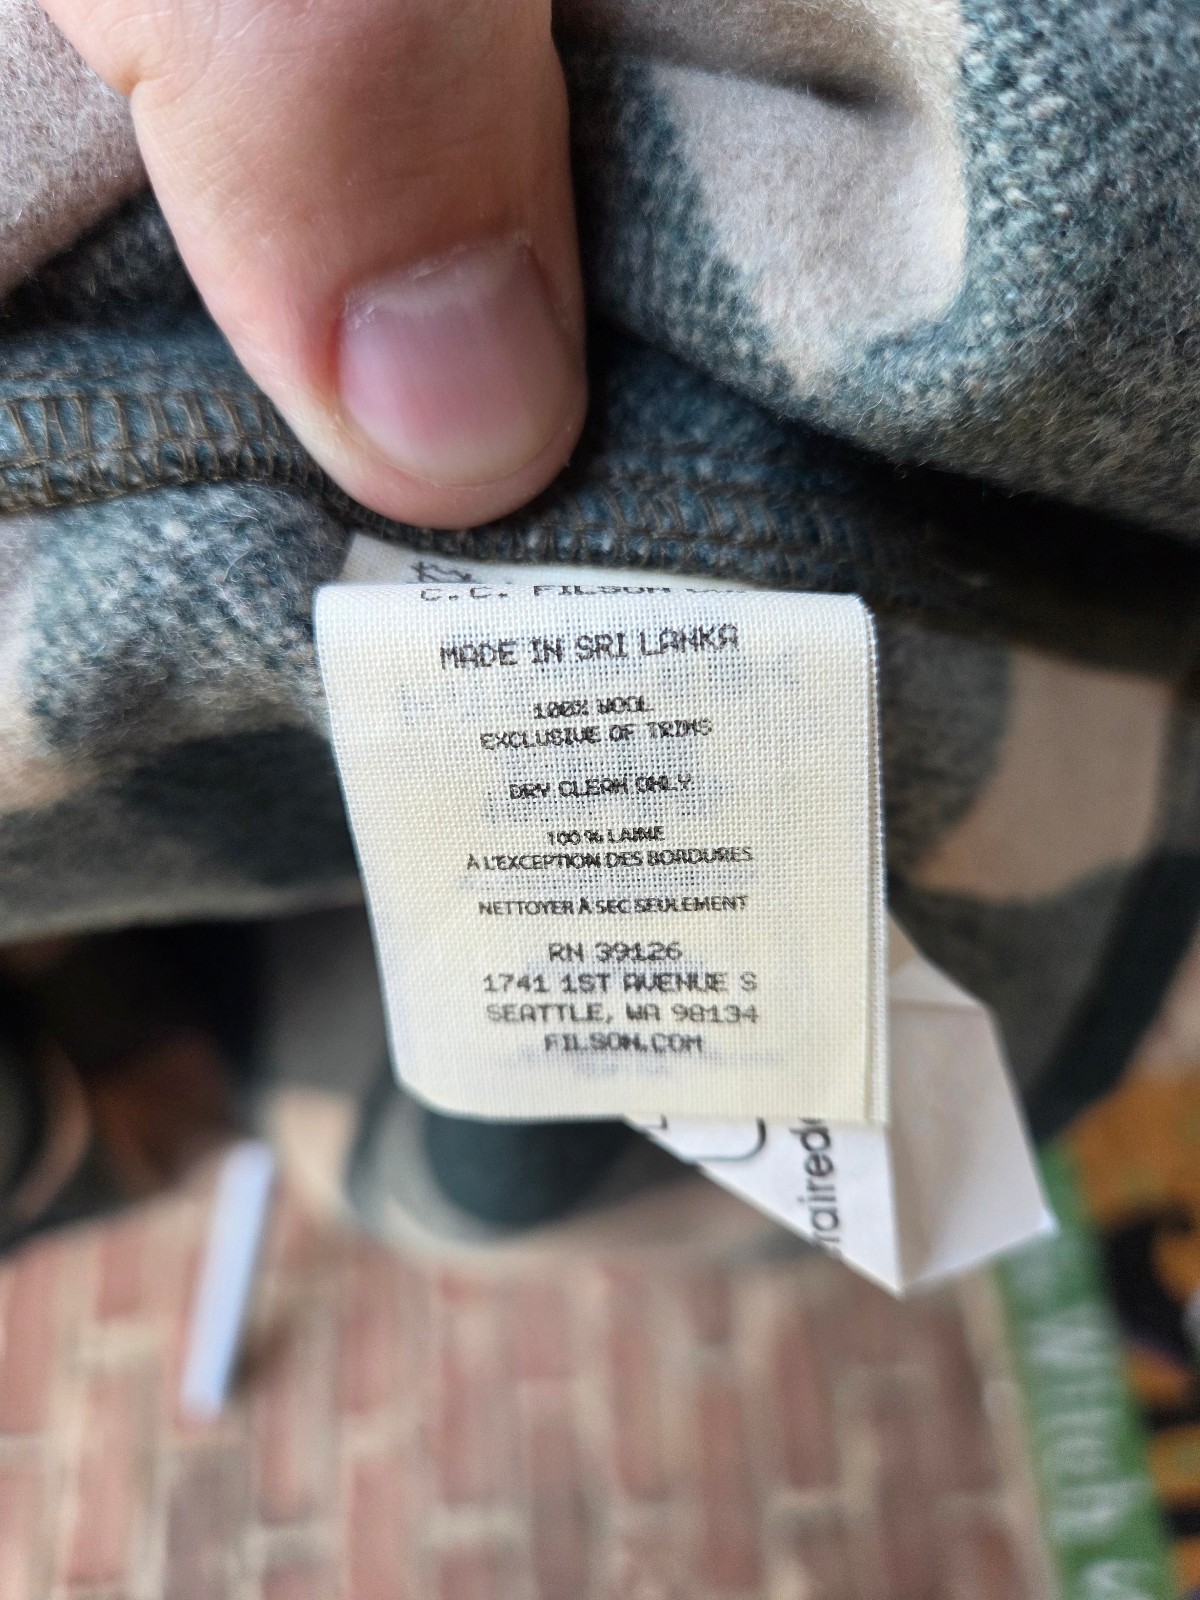 C.C. FILSON
MADE IN SRI LANKA
100% WOOL
EXCLUSIVE OF TRIMS
DRY CLEAN ONLY
100 % LAINE
À L'EXCEPTION DES BORDURES
NETTOYER À SEC SEULEMENT
RN 39126
1741 1ST AVENUE S
SEATTLE, WA 98134
FILSON.COM